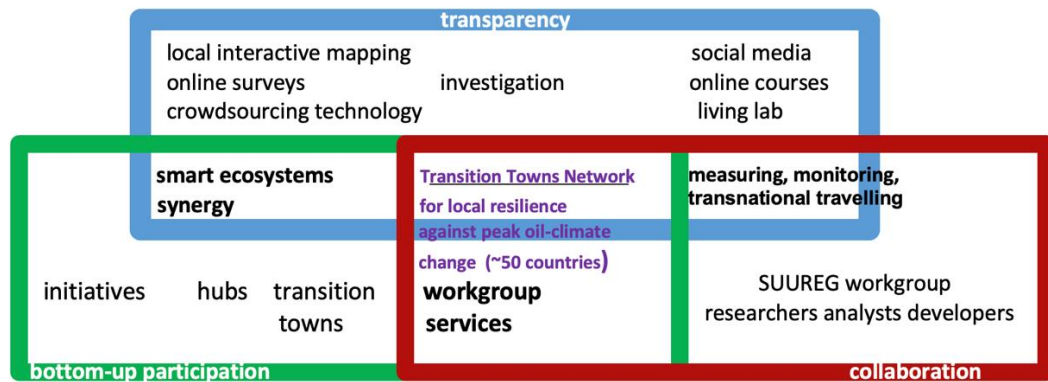 transparency
local interactive mapping
online surveys
crowdsourcing technology
investigation
social media
online courses
living lab
smart ecosystems
synergy
Transition Towns Network
for local resilience
against peak oil-climate
change (~50 countries)
workgroup
services
measuring, monitoring,
transnational travelling
initiatives hubs transition
towns
SUUREG workgroup
researchers analysts developers
bottom-up participation
collaboration